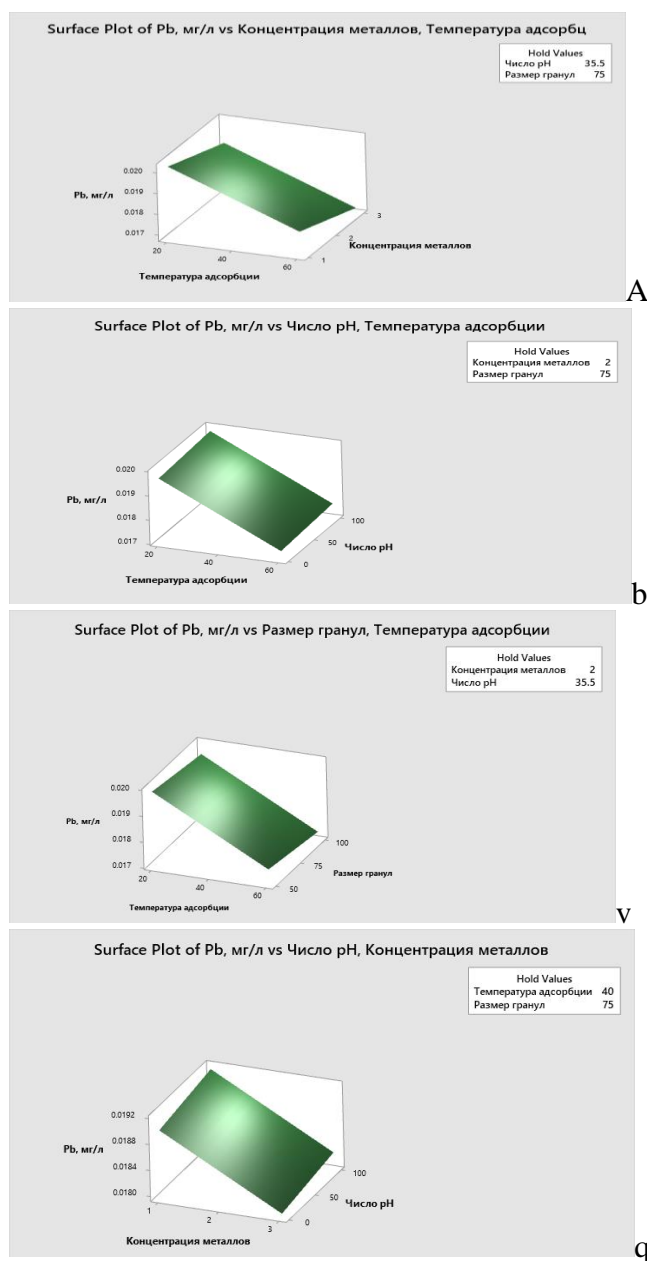 Surface Plot of Pb, мг/л vs Концентрация металлов, Температура адсорбц
Hold Values
Число pH 35.5
Размер гранул 75
0.020
0.019
0.018
0.017
Pb, мг/л
20
40
60
Температура адсорбции
1
2
3
Концентрация металлов
A
Surface Plot of Pb, мг/л vs Число pH, Температура адсорбции
Hold Values
Концентрация металлов 2
Размер гранул 75
0.020
0.019
0.018
0.017
Pb, мг/л
20
40
60
Температура адсорбции
0
50
100
Число pH
b
Surface Plot of Pb, мг/л vs Размер гранул, Температура адсорбции
Hold Values
Концентрация металлов 2
Число pH 35.5
0.020
0.019
0.018
0.017
Pb, мг/л
20
40
60
Температура адсорбции
50
75
100
Размер гранул
v
Surface Plot of Pb, мг/л vs Число pH, Концентрация металлов
Hold Values
Температура адсорбции 40
Размер гранул 75
0.0192
0.0188
0.0184
0.0180
Pb, мг/л
1
2
3
Концентрация металлов
0
50
100
Число pH
q